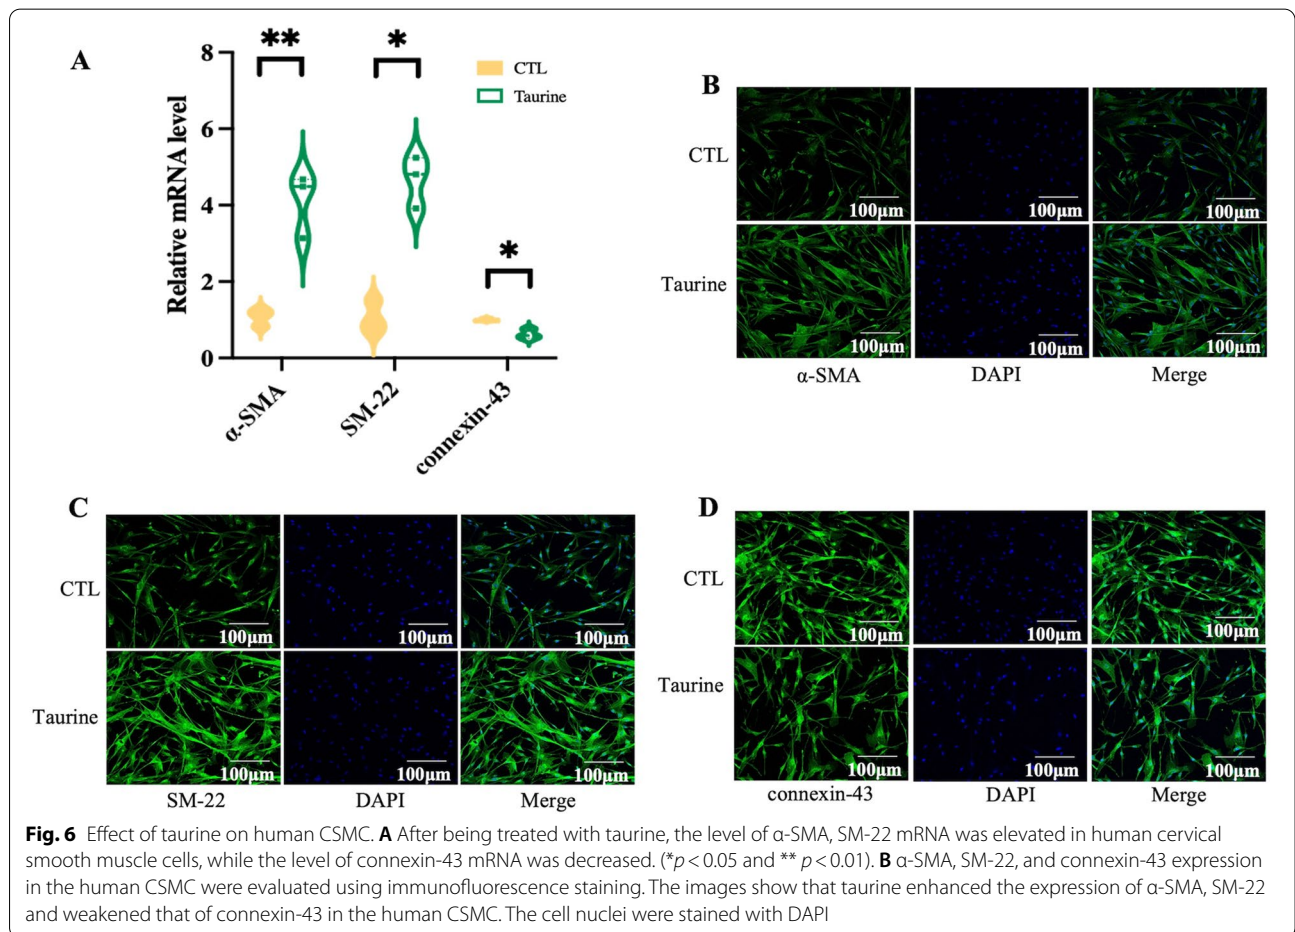 A
8
6
4
2
0
Relative mRNA level
**
*
*
CTL
Taurine
α-SMA
SM-22
connexin-43
B
CTL
100µm
100µm
100µm
Taurine
100µm
100µm
100µm
α-SMA
DAPI
Merge
C
CTL
100µm
100µm
100µm
Taurine
100µm
100µm
100µm
SM-22
DAPI
Merge
D
CTL
100µm
100µm
100µm
Taurine
100µm
100µm
100µm
connexin-43
DAPI
Merge
Fig. 6 Effect of taurine on human CSMC. A After being treated with taurine, the level of α-SMA, SM-22 mRNA was elevated in human cervical
smooth muscle cells, while the level of connexin-43 mRNA was decreased. (*p < 0.05 and ** p < 0.01). B α-SMA, SM-22, and connexin-43 expression
in the human CSMC were evaluated using immunofluorescence staining. The images show that taurine enhanced the expression of α-SMA, SM-22
and weakened that of connexin-43 in the human CSMC. The cell nuclei were stained with DAPI